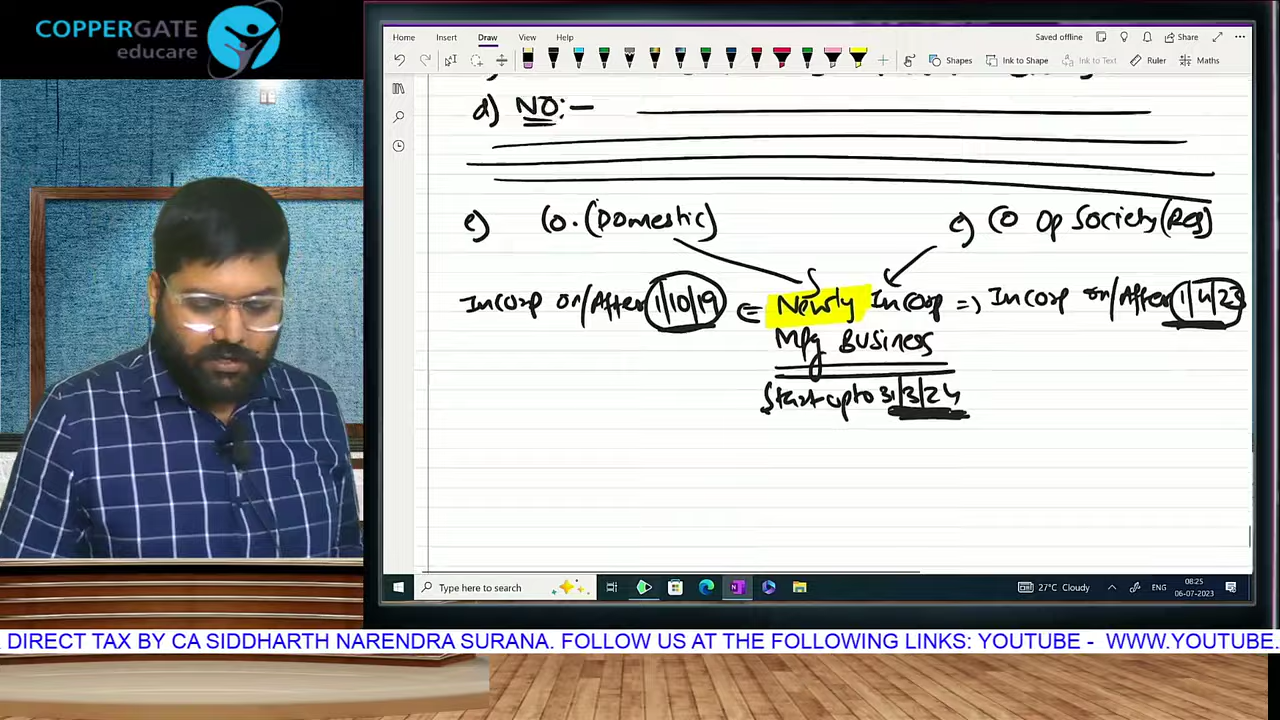 COPPERGATE
educare
Home Insert Draw View Help
Saved offline
Share
Shapes
Ink to Shape
Ink to Text
Ruler
Maths
d) NO:-
e) Co. (Domestic)
e) CO Op Society (Reg)
Incorp on/After 1/10/19 <= Newly Incorp => Incorp on/After 1/4/23
Mfg Business
Start upto 31/3/24
Type here to search
27°C Cloudy
ENG
08:25
06-07-2023
DIRECT TAX BY CA SIDDHARTH NARENDRA SURANA. FOLLOW US AT THE FOLLOWING LINKS: YOUTUBE - WWW.YOUTUBE.